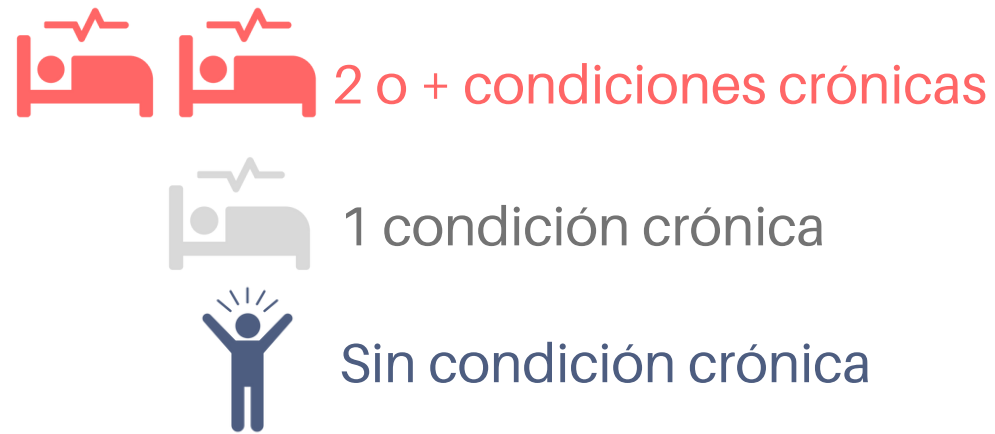 2 o + condiciones crónicas
1 condición crónica
Sin condición crónica